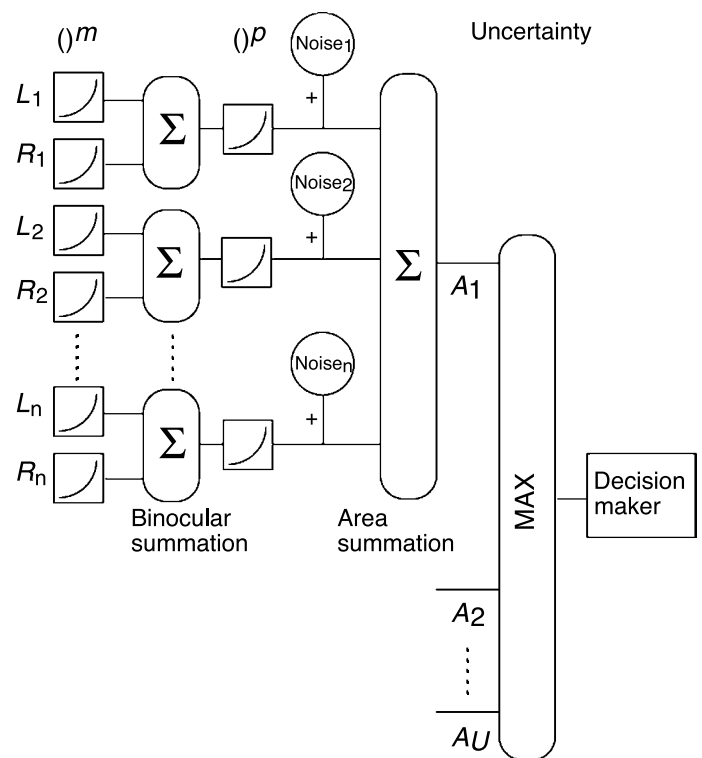 ()m ()p Uncertainty
Noise1
L1
+
Σ
R1
Noise2
L2
+
Σ
Σ
A1
R2
Noisen
Ln
+
Σ
Rn
MAX
Decision
maker
Binocular
summation
Area
summation
A2
AU